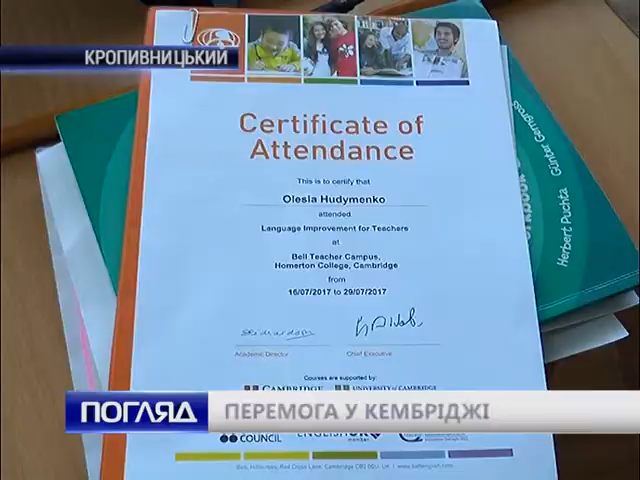 КРОПИВНИЦЬКИЙ
Certificate of
Attendance
This is to certify that
Olesia Hudymenko
attended
Language Improvement for Teachers
at
Bell Teacher Campus,
Homerton College, Cambridge
from
16/07/2017 to 29/07/2017
Academic Director
Chief Executive
Courses are supported by:
CAMBRIDGE
UNIVERSITY of CAMBRIDGE
ПОГЛЯД
ПЕРЕМОГА У КЕМБРІДЖІ
COUNCIL
ENGLISH
member
Herbert Puchta
Günter Gerngross